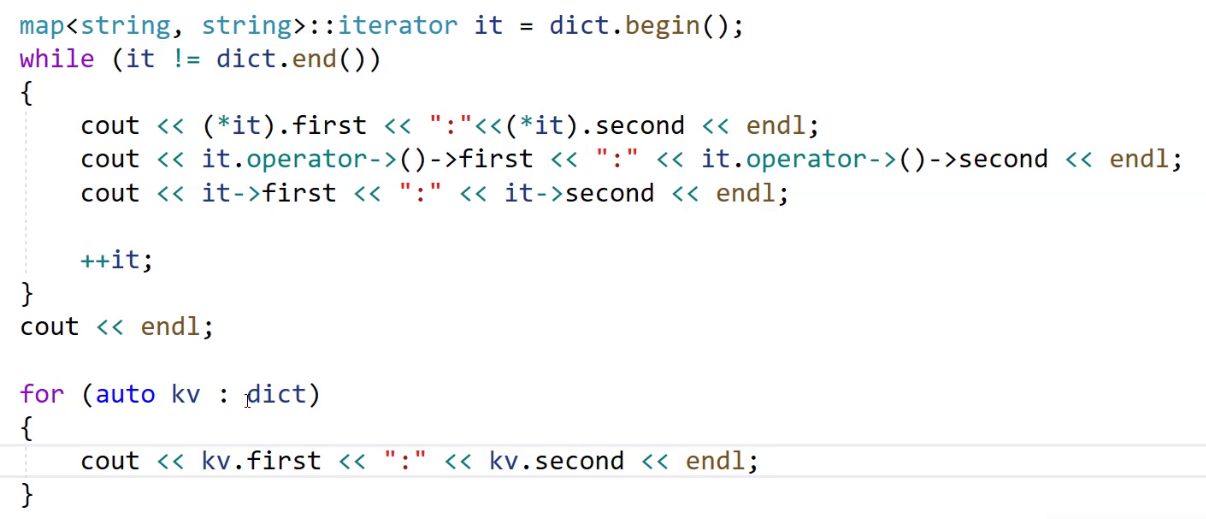 map<string, string>::iterator it = dict.begin();
while (it != dict.end())
{
    cout << (*it).first << ":"<<(*it).second << endl;
    cout << it.operator->()->first << ":" << it.operator->()->second << endl;
    cout << it->first << ":" << it->second << endl;

    ++it;
}
cout << endl;

for (auto kv : dict)
{
    cout << kv.first << ":" << kv.second << endl;
}